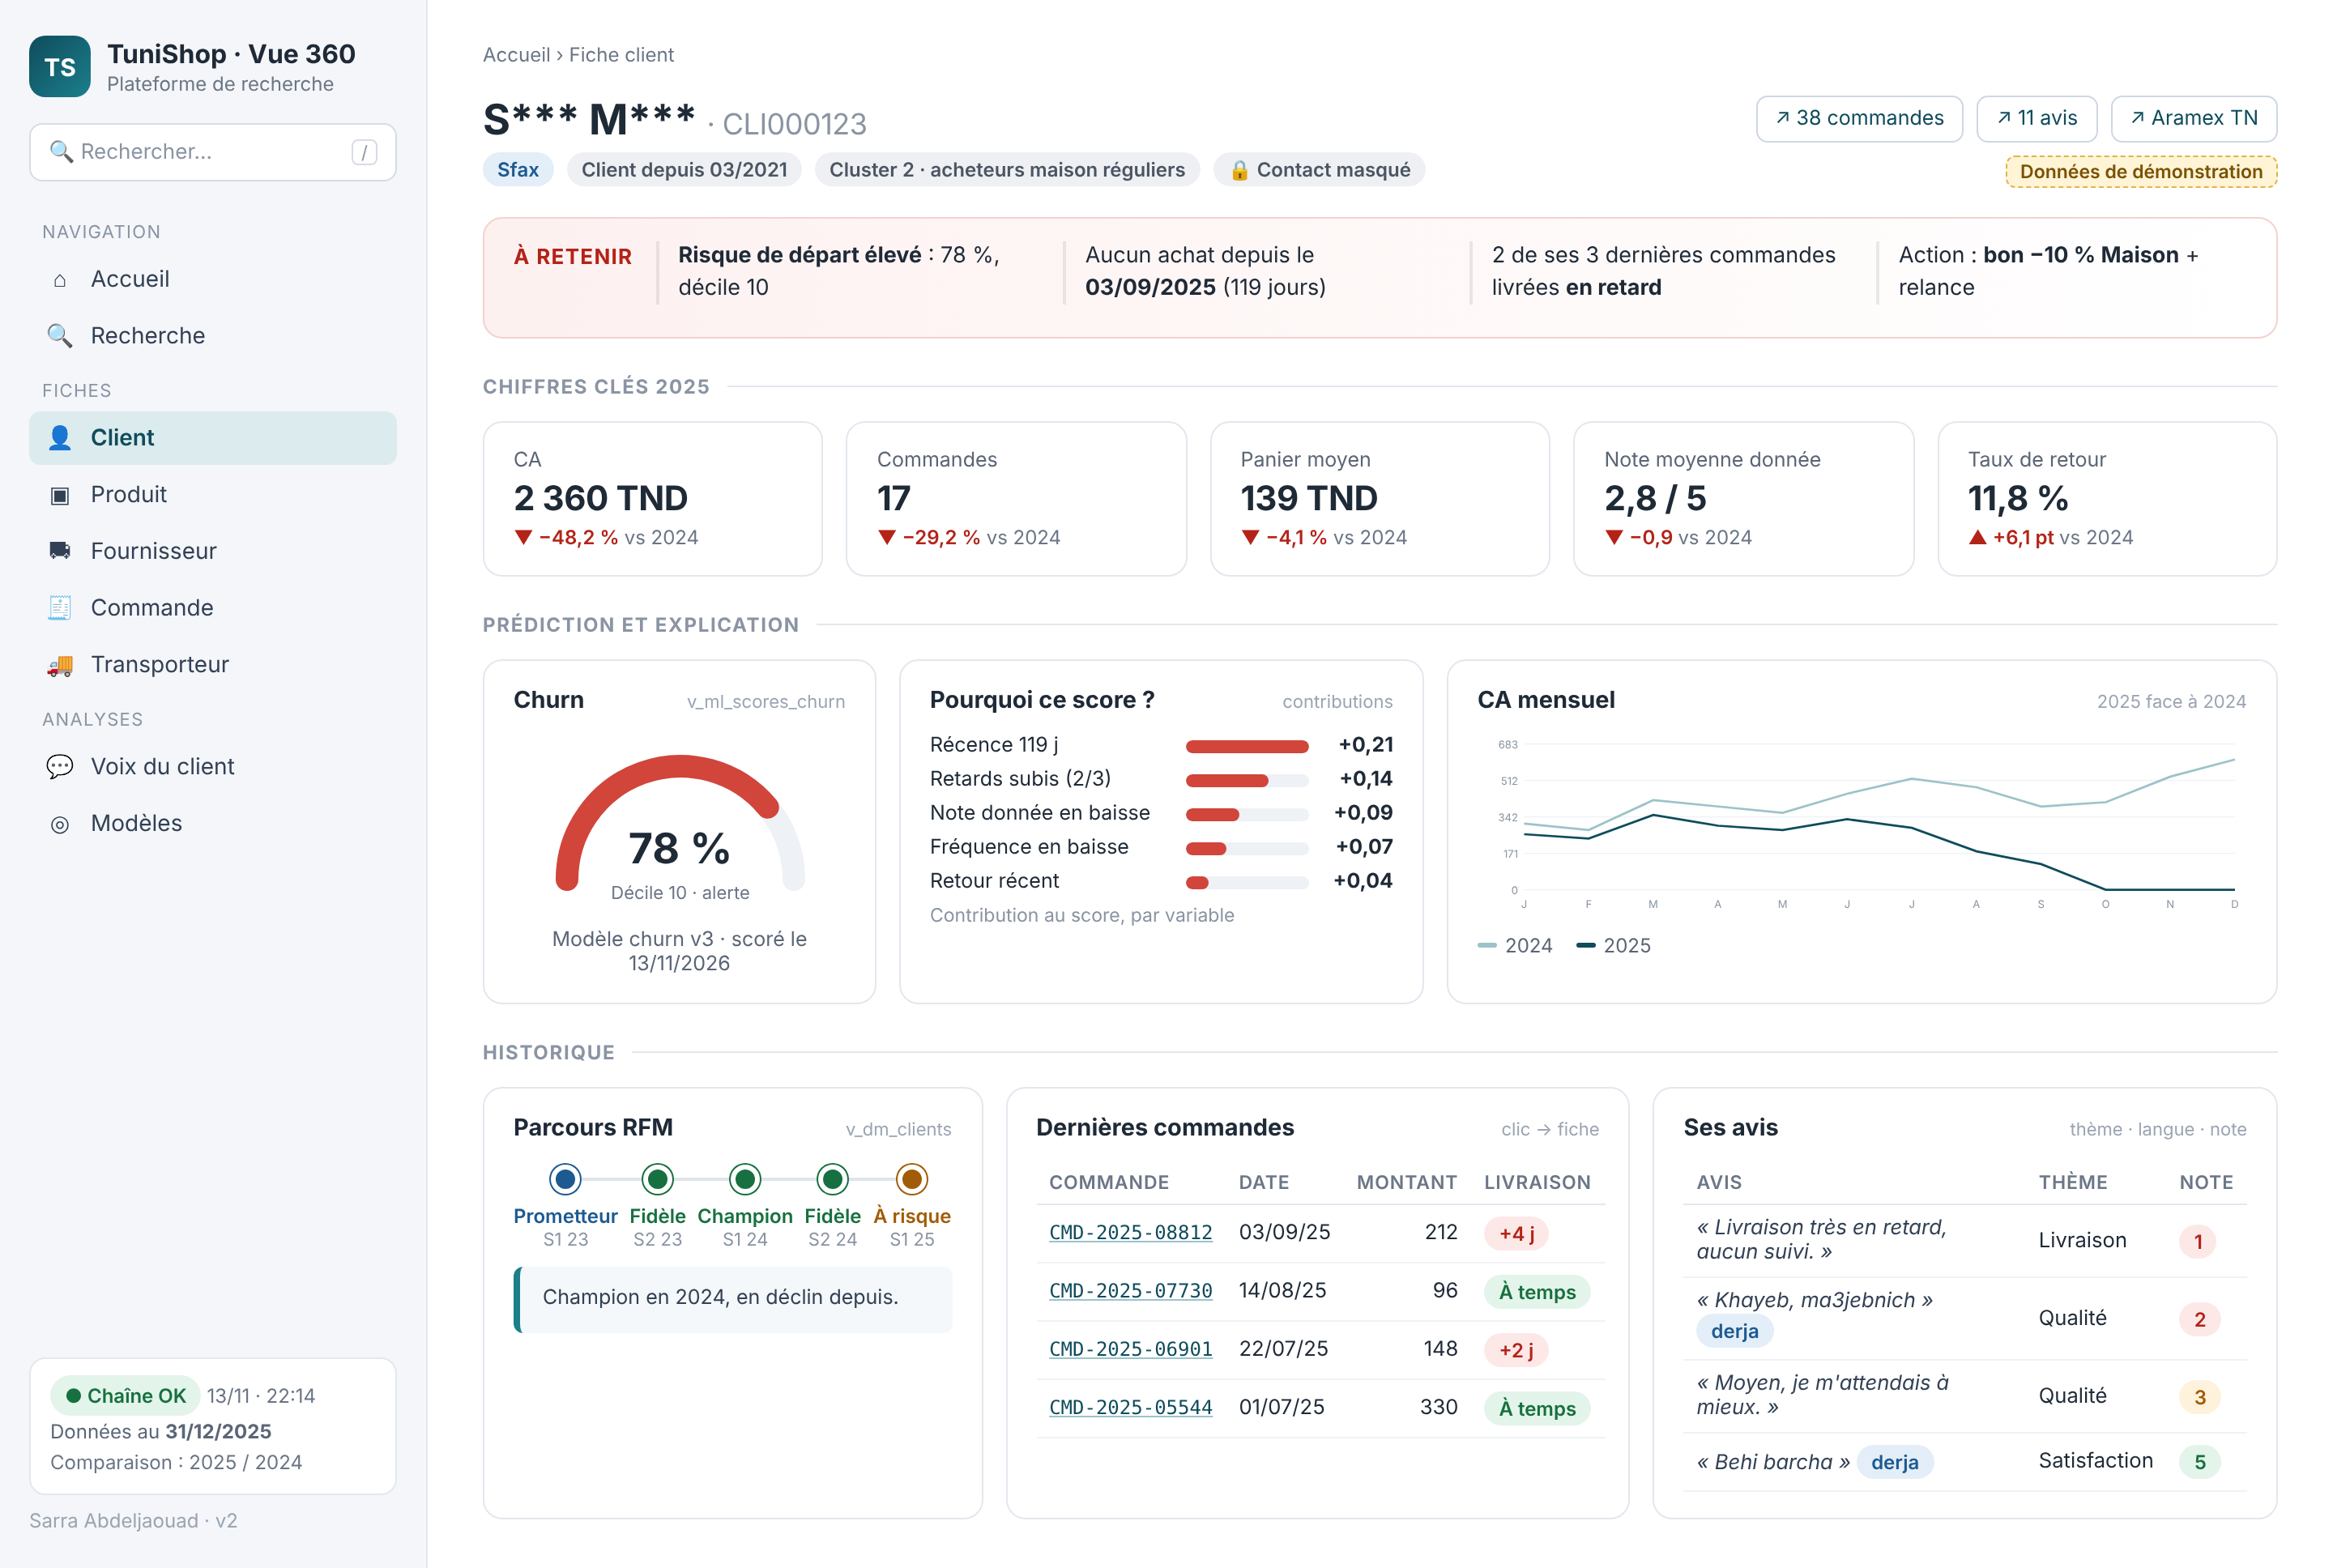 TS
TuniShop · Vue 360
Plateforme de recherche
Rechercher... /
NAVIGATION
Accueil
Recherche
FICHES
Client
Produit
Fournisseur
Commande
Transporteur
ANALYSES
Voix du client
Modèles
Chaîne OK 13/11 · 22:14
Données au 31/12/2025
Comparaison : 2025 / 2024
Sarra Abdeljaouad · v2
Accueil › Fiche client
S*** M*** · CLI000123
↗ 38 commandes
↗ 11 avis
↗ Aramex TN
Sfax
Client depuis 03/2021
Cluster 2 · acheteurs maison réguliers
Contact masqué
Données de démonstration
À RETENIR
Risque de départ élevé : 78 %,
décile 10
Aucun achat depuis le
03/09/2025 (119 jours)
2 de ses 3 dernières commandes
livrées en retard
Action : bon −10 % Maison +
relance
CHIFFRES CLÉS 2025
CA
2 360 TND
▼ −48,2 % vs 2024
Commandes
17
▼ −29,2 % vs 2024
Panier moyen
139 TND
▼ −4,1 % vs 2024
Note moyenne donnée
2,8 / 5
▼ −0,9 vs 2024
Taux de retour
11,8 %
▲ +6,1 pt vs 2024
PRÉDICTION ET EXPLICATION
Churn v_ml_scores_churn
78 %
Décile 10 · alerte
Modèle churn v3 · scoré le
13/11/2026
Pourquoi ce score ? contributions
Récence 119 j +0,21
Retards subis (2/3) +0,14
Note donnée en baisse +0,09
Fréquence en baisse +0,07
Retour récent +0,04
Contribution au score, par variable
CA mensuel 2025 face à 2024
683
512
342
171
0
J F M A M J J A S O N D
2024 2025
HISTORIQUE
Parcours RFM v_dm_clients
Prometteur Fidèle Champion Fidèle À risque
S1 23 S2 23 S1 24 S2 24 S1 25
Champion en 2024, en déclin depuis.
Dernières commandes clic → fiche
COMMANDE DATE MONTANT LIVRAISON
CMD-2025-08812 03/09/25 212 +4 j
CMD-2025-07730 14/08/25 96 À temps
CMD-2025-06901 22/07/25 148 +2 j
CMD-2025-05544 01/07/25 330 À temps
Ses avis thème · langue · note
AVIS THÈME NOTE
« Livraison très en retard,
aucun suivi. » Livraison 1
« Khayeb, ma3jebnich »
derja Qualité 2
« Moyen, je m'attendais à
mieux. » Qualité 3
« Behi barcha » derja Satisfaction 5